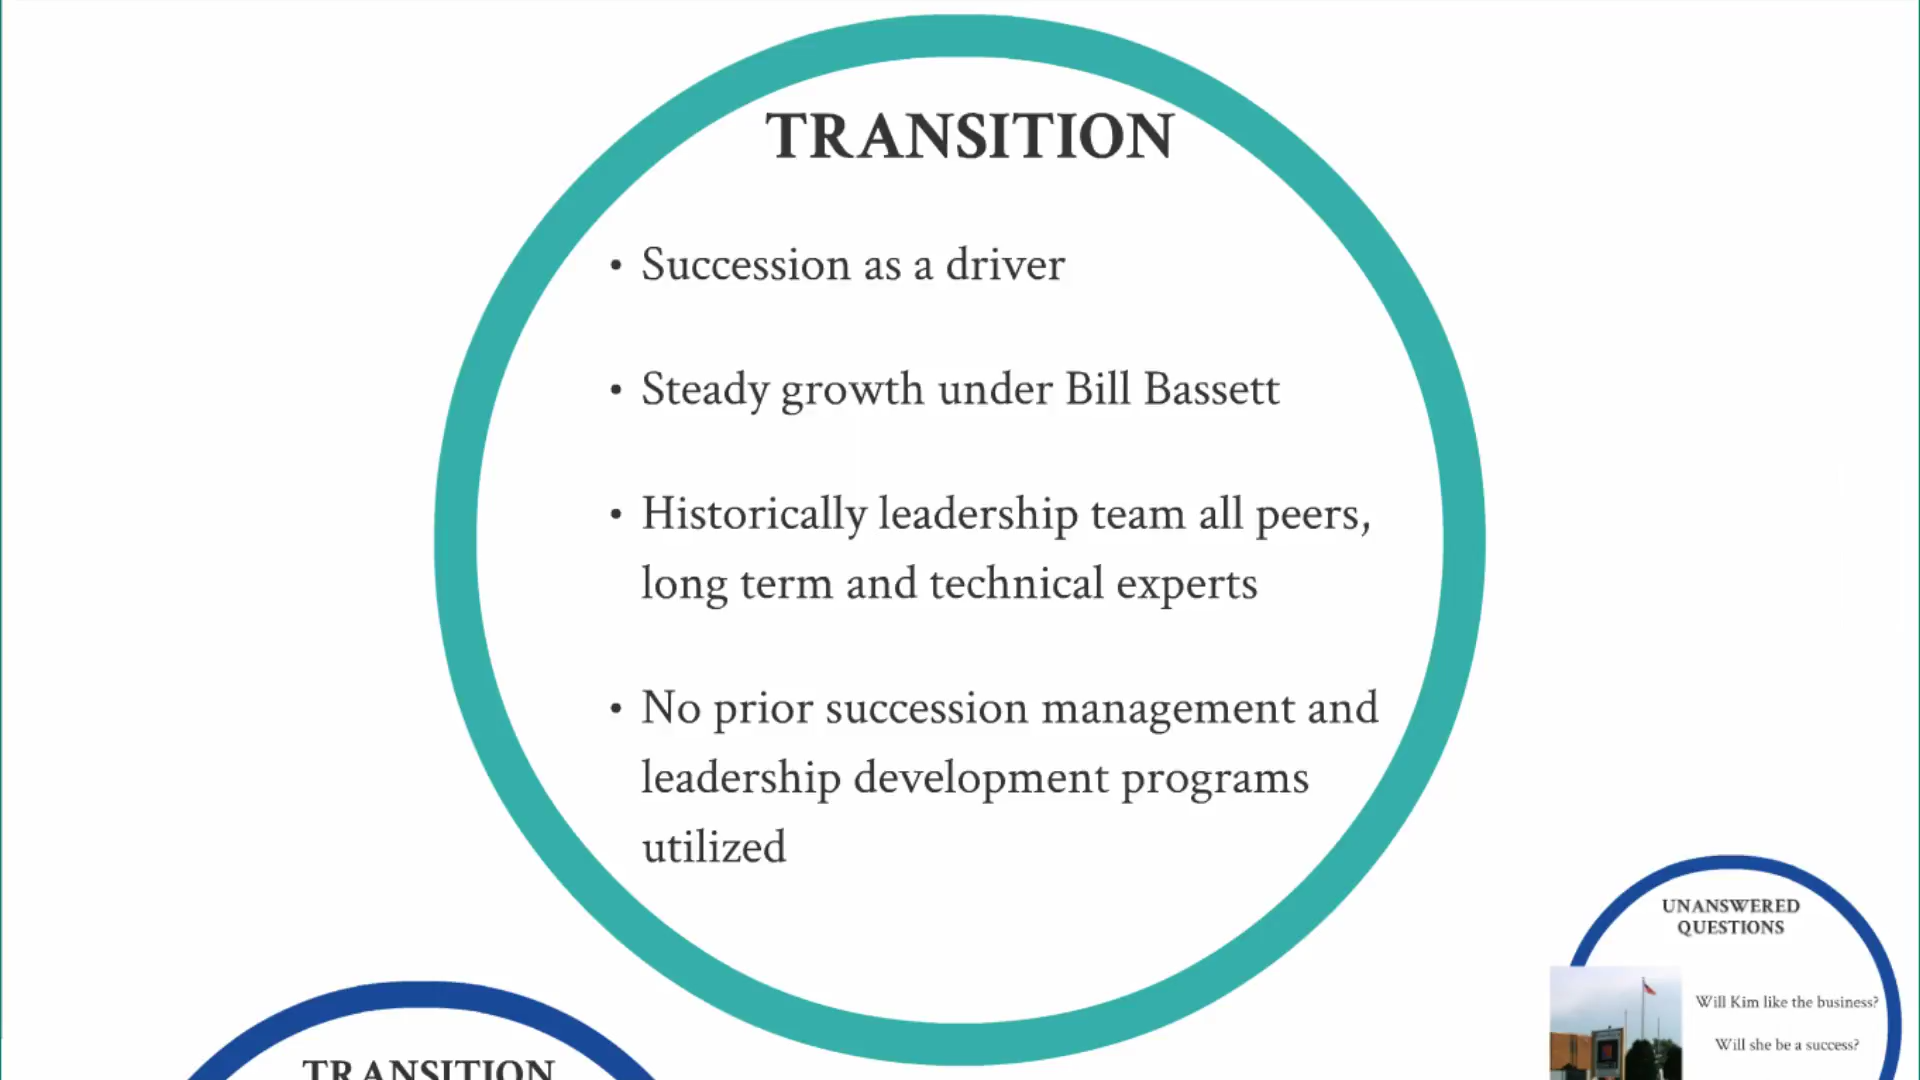 TRANSITION
• Succession as a driver
• Steady growth under Bill Bassett
• Historically leadership team all peers,
long term and technical experts
• No prior succession management and
leadership development programs
utilized
UNANSWERED
QUESTIONS
Will Kim like the business?
Will she be a success?
TRANSITION